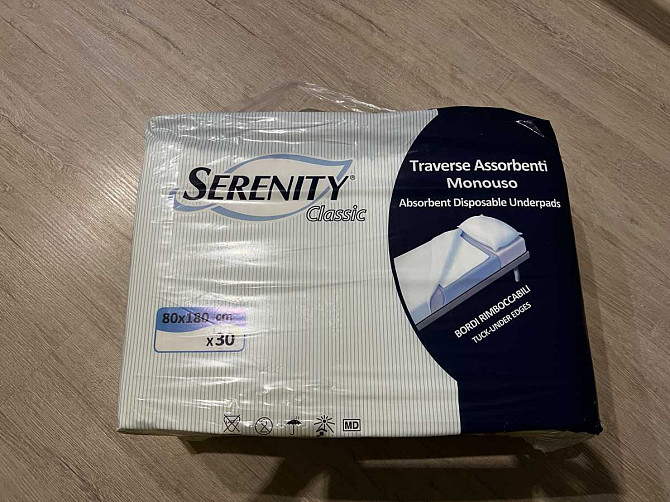 SERENITY®
Classic
Traverse Assorbenti
Monouso
Absorbent Disposable Underpads
BORDI RIMBOCCABILI
TUCK-UNDER EDGES
80x180 cm
x30
MD